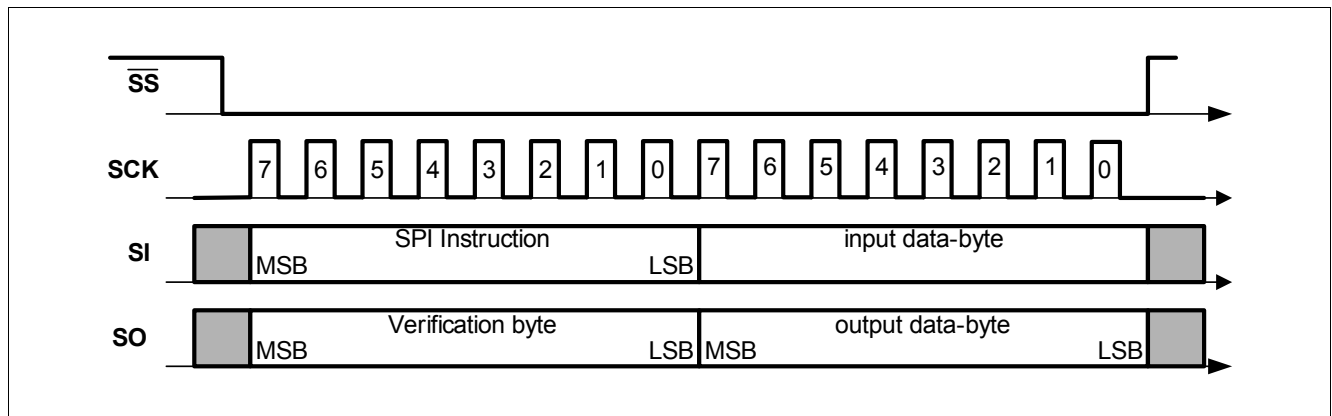 SS
SCK 7 6 5 4 3 2 1 0 7 6 5 4 3 2 1 0
SI SPI Instruction input data-byte
MSB LSB
SO Verification byte output data-byte
MSB LSB MSB LSB